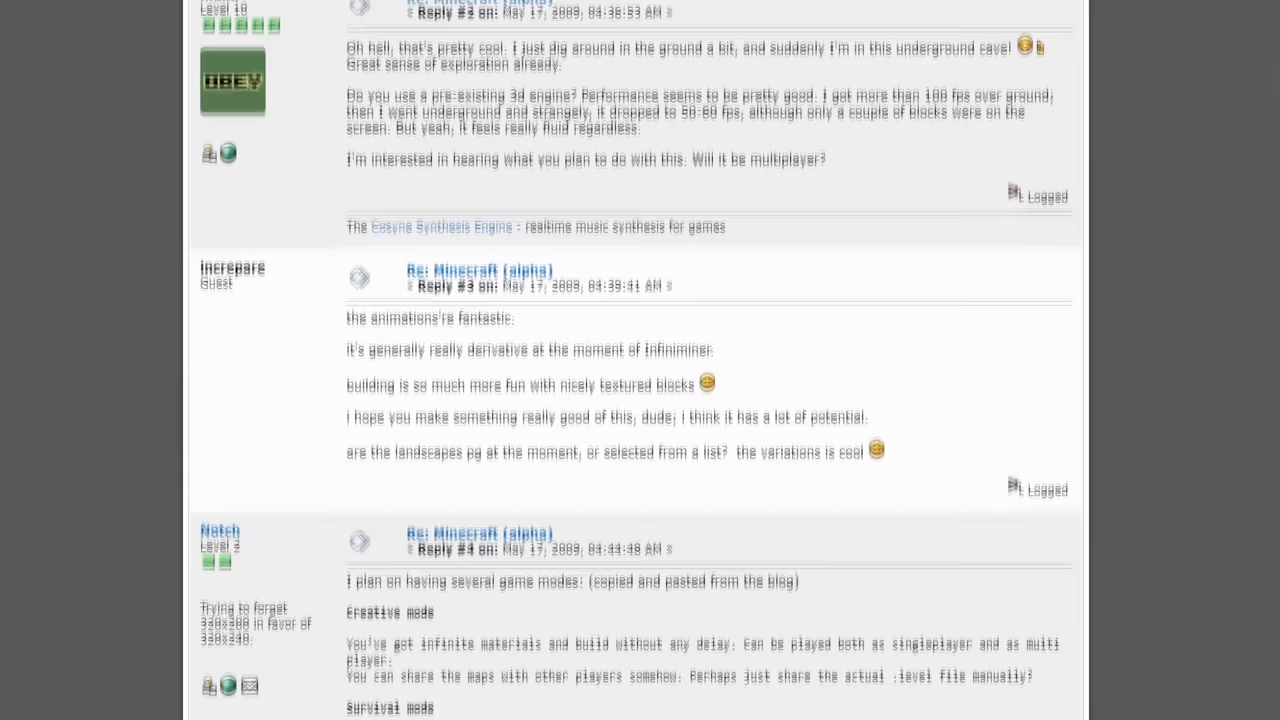 Level 10
Re: Minecraft (alpha)
« Reply #2 on: May 17, 2009, 04:36:53 AM »
Oh hell, that's pretty cool. I just dig around in the ground a bit, and suddenly I'm in this underground cave!
Great sense of exploration already.
OBEY
Do you use a pre-existing 3d engine? Performance seems to be pretty good. I got more than 100 fps over ground;
then I went underground and strangely, it dropped to 50-60 fps, although only a couple of blocks were on the
screen. But yeah, it feels really fluid regardless.
I'm interested in hearing what you plan to do with this. Will it be multiplayer?
Logged
The Cosyne Synthesis Engine - realtime music synthesis for games
increpare
Guest
Re: Minecraft (alpha)
« Reply #3 on: May 17, 2009, 04:39:41 AM »
the animations're fantastic.
it's generally really derivative at the moment of Infiniminer.
building is so much more fun with nicely textured blocks
i hope you make something really good of this, dude; i think it has a lot of potential.
are the landscapes pg at the moment, or selected from a list? the variations is cool
Logged
Notch
Level 2
Re: Minecraft (alpha)
« Reply #4 on: May 17, 2009, 04:44:48 AM »
I plan on having several game modes: (copied and pasted from the blog)
Trying to forget
320x200 in favor of
320x240.
Creative mode
You've got infinite materials and build without any delay. Can be played both as singleplayer and as multi
player.
You can share the maps with other players somehow. Perhaps just share the actual .level file manually?
Survival mode